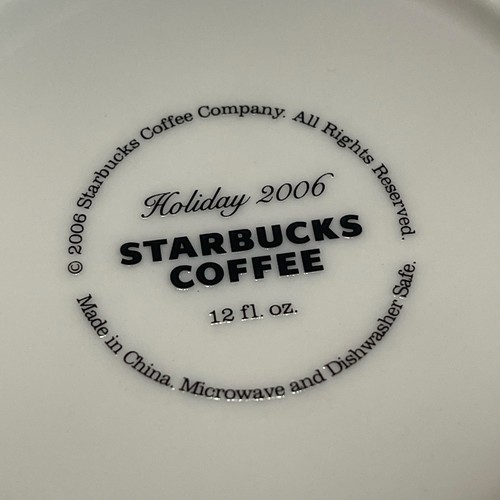 © 2006 Starbucks Coffee Company. All Rights Reserved.
Holiday 2006
STARBUCKS
COFFEE
12 fl. oz.
Made in China. Microwave and Dishwasher Safe.